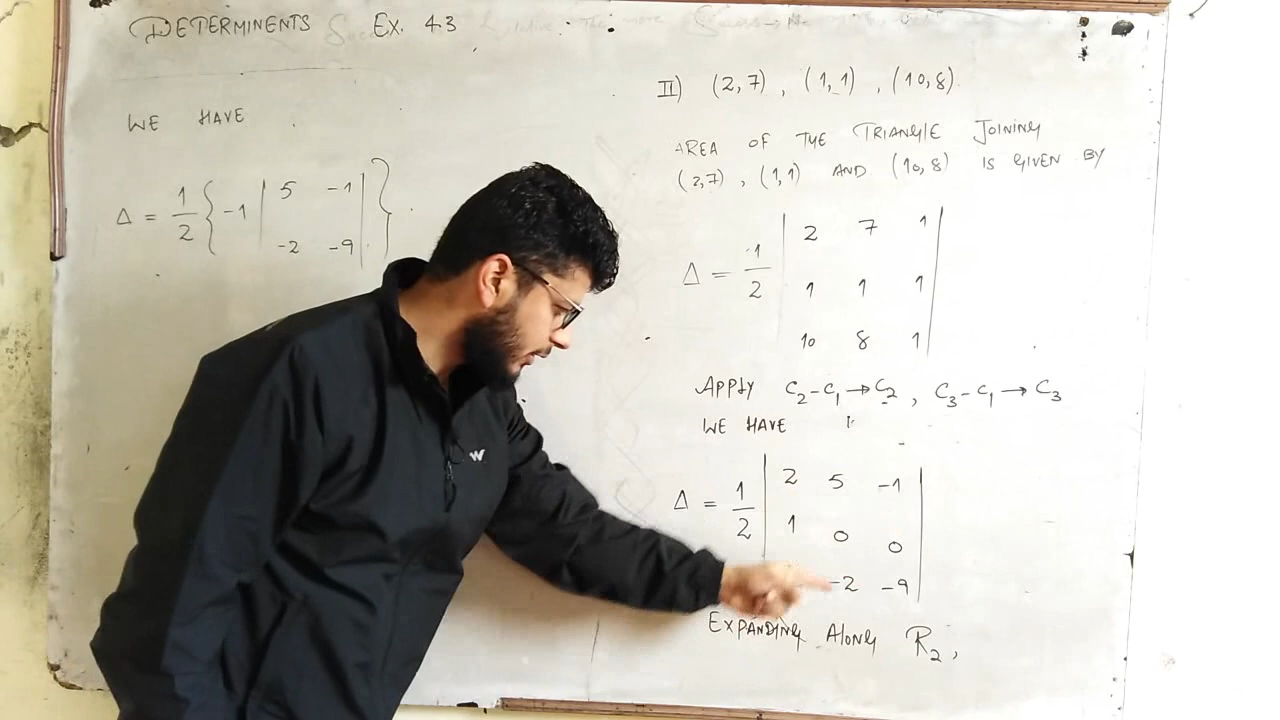 DETERMINENTS Ex. 4.3
WE HAVE
Δ = 1/2 { -1 | 5 -1 |
| -2 -9 | }
II) (2,7) , (1,1) , (10,8)
AREA OF THE TRIANGLE JOINING
(2,7) , (1,1) AND (10,8) IS GIVEN BY
Δ = 1/2 | 2 7 1 |
| 1 1 1 |
| 10 8 1 |
APPLY C₂-C₁→C₂ , C₃-C₁→C₃
WE HAVE
Δ = 1/2 | 2 5 -1 |
| 1 0 0 |
-2 -9 |
EXPANDING ALONG R₂,
W